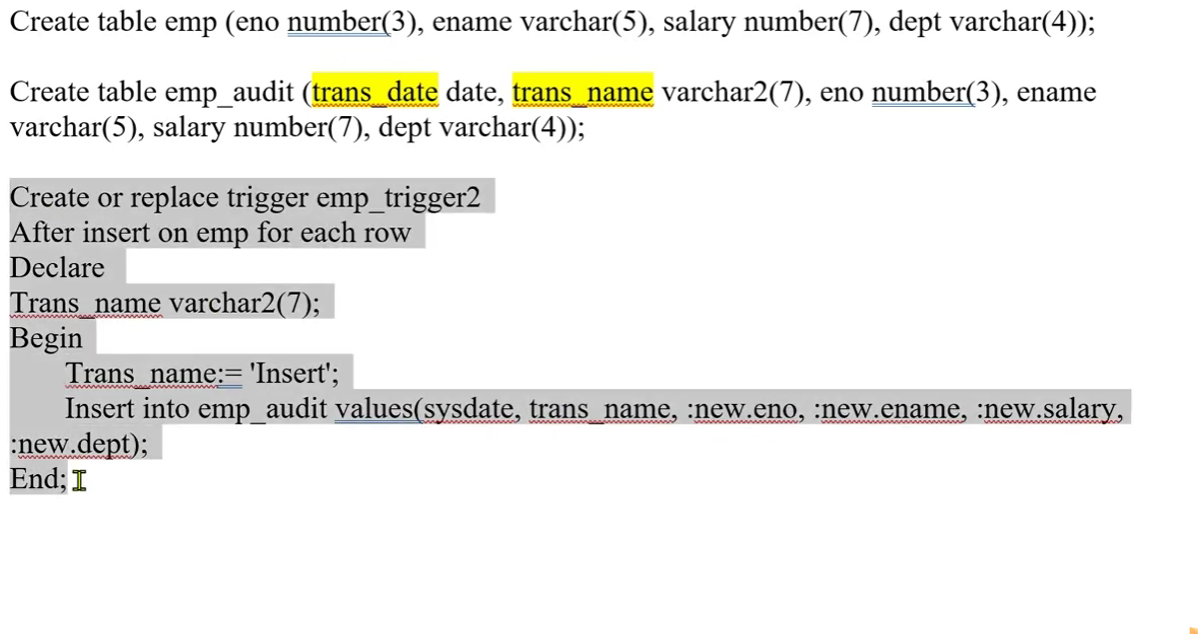 Create table emp (eno number(3), ename varchar(5), salary number(7), dept varchar(4));
Create table emp_audit (trans_date date, trans_name varchar2(7), eno number(3), ename
varchar(5), salary number(7), dept varchar(4));
Create or replace trigger emp_trigger2
After insert on emp for each row
Declare
Trans_name varchar2(7);
Begin
Trans_name:= 'Insert';
Insert into emp_audit values(sysdate, trans_name, :new.eno, :new.ename, :new.salary,
:new.dept);
End;